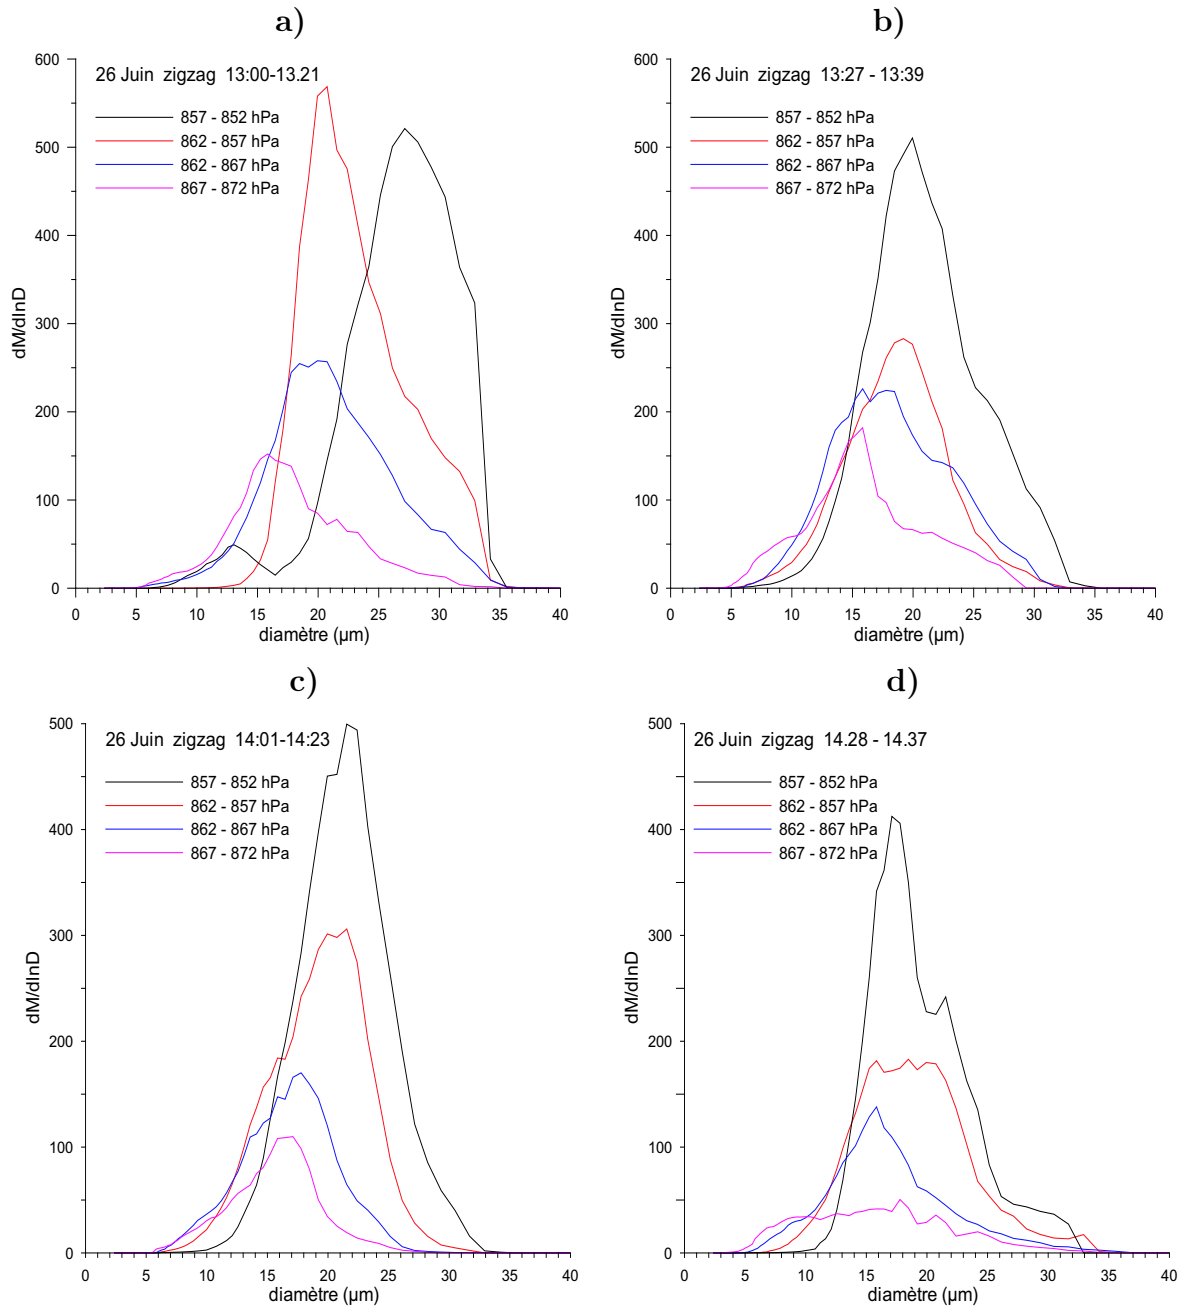 a)
26 Juin zigzag 13:00-13.21
857 - 852 hPa
862 - 857 hPa
862 - 867 hPa
867 - 872 hPa
600
500
400
300
200
100
0
dM/dlnD
0 5 10 15 20 25 30 35 40
diamètre (µm)
b)
26 Juin zigzag 13:27 - 13:39
857 - 852 hPa
862 - 857 hPa
862 - 867 hPa
867 - 872 hPa
600
500
400
300
200
100
0
dM/dlnD
0 5 10 15 20 25 30 35 40
diamètre (µm)
c)
26 Juin zigzag 14:01-14:23
857 - 852 hPa
862 - 857 hPa
862 - 867 hPa
867 - 872 hPa
500
400
300
200
100
0
dM/dlnD
0 5 10 15 20 25 30 35 40
diamètre (µm)
d)
26 Juin zigzag 14.28 - 14.37
857 - 852 hPa
862 - 857 hPa
862 - 867 hPa
867 - 872 hPa
500
400
300
200
100
0
dM/dlnD
0 5 10 15 20 25 30 35 40
diamètre (µm)